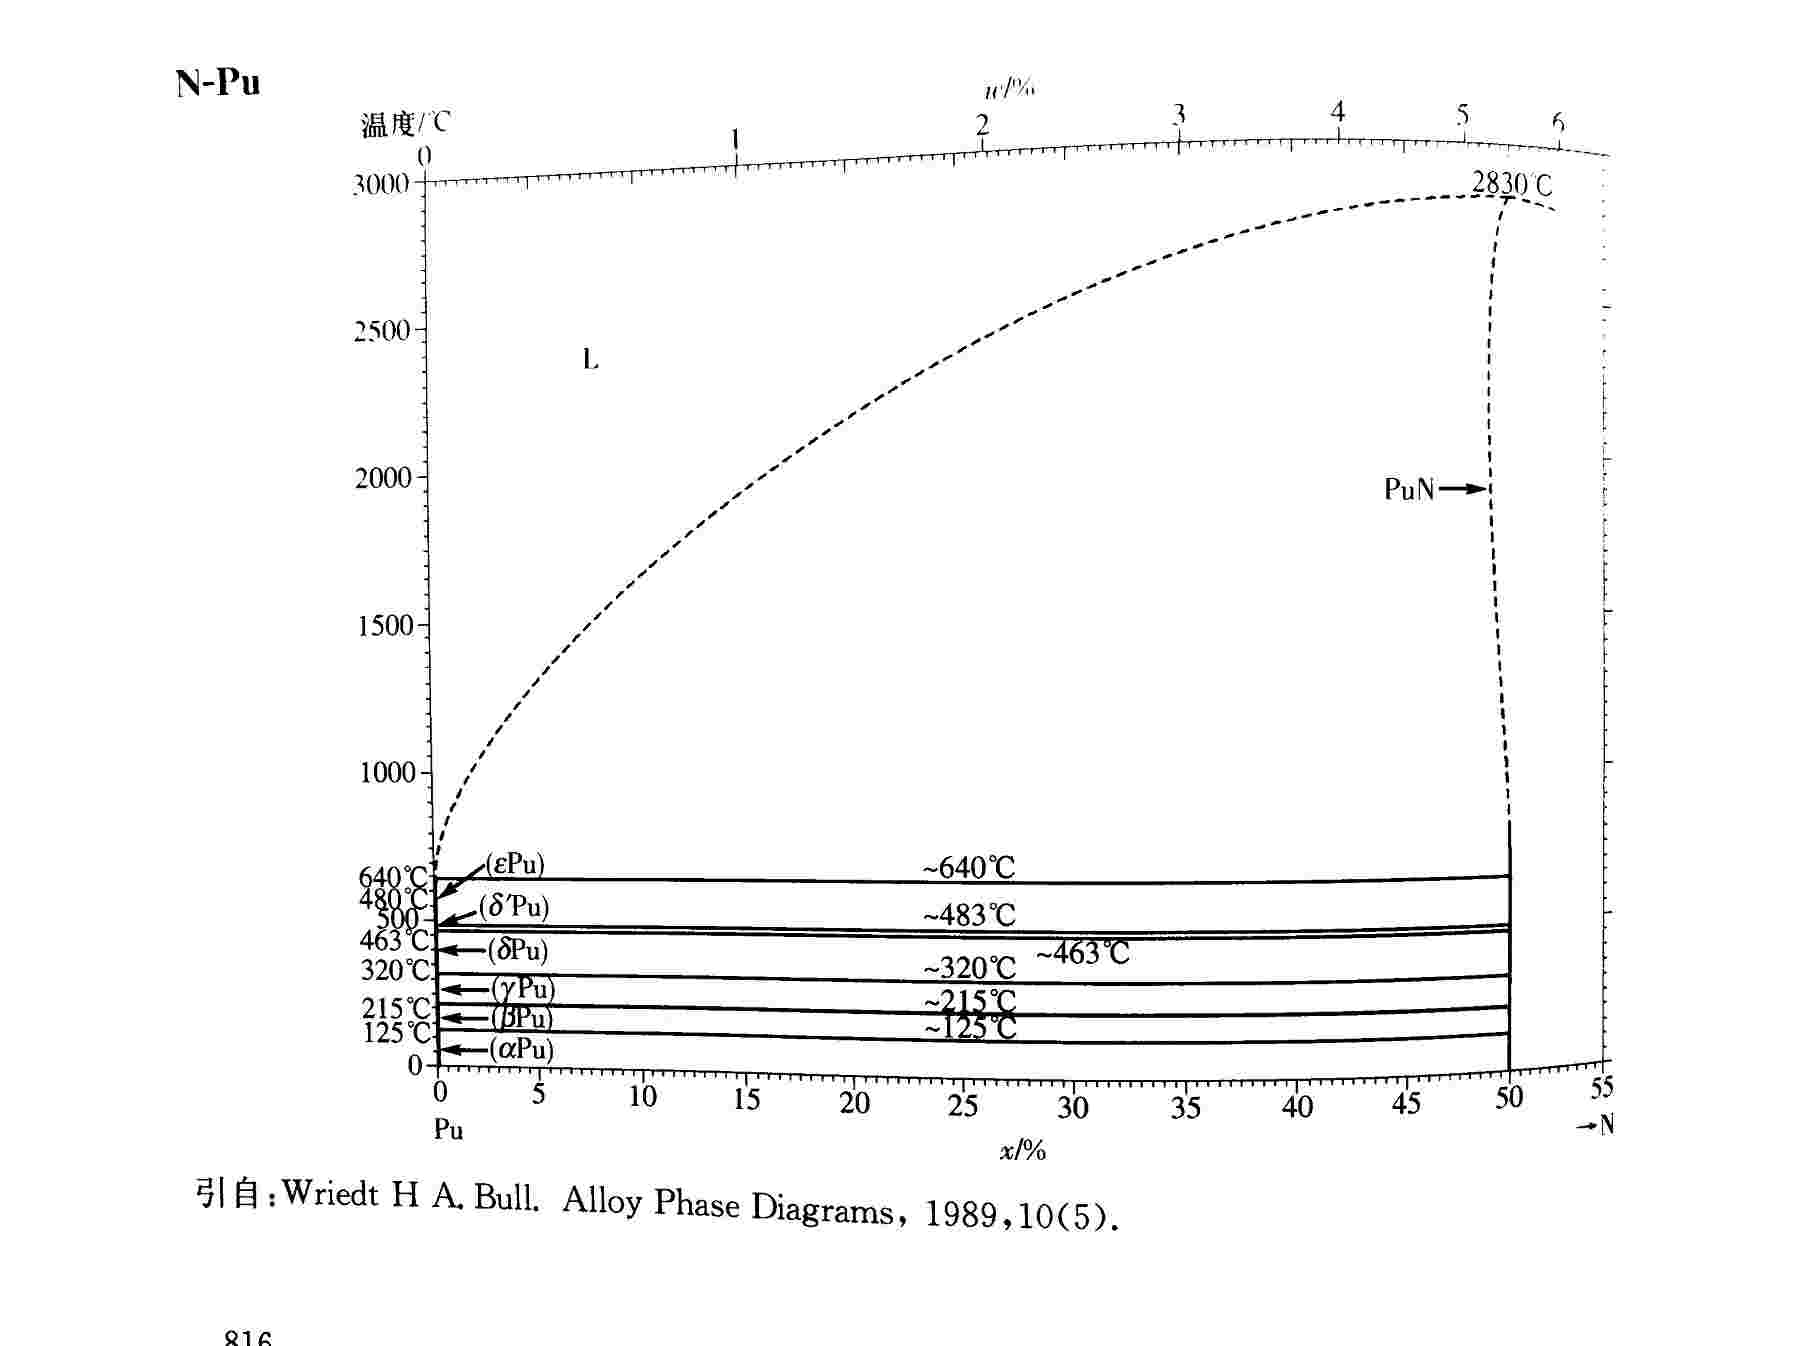 N-Pu
w/%
温度/℃
0 1 2 3 4 5 6
3000
2830℃
2500
L
2000
PuN
1500
1000
640℃
(εPu)
~640℃
480℃
(δ′Pu)
~483℃
500
463℃
(δPu)
~463℃
320℃
~320℃
(γPu)
215℃
~215℃
(βPu)
125℃
~125℃
(αPu)
0
0 5 10 15 20 25 30 35 40 45 50 55
Pu
→N
x/%
引自:Wriedt H A. Bull. Alloy Phase Diagrams, 1989,10(5).
816